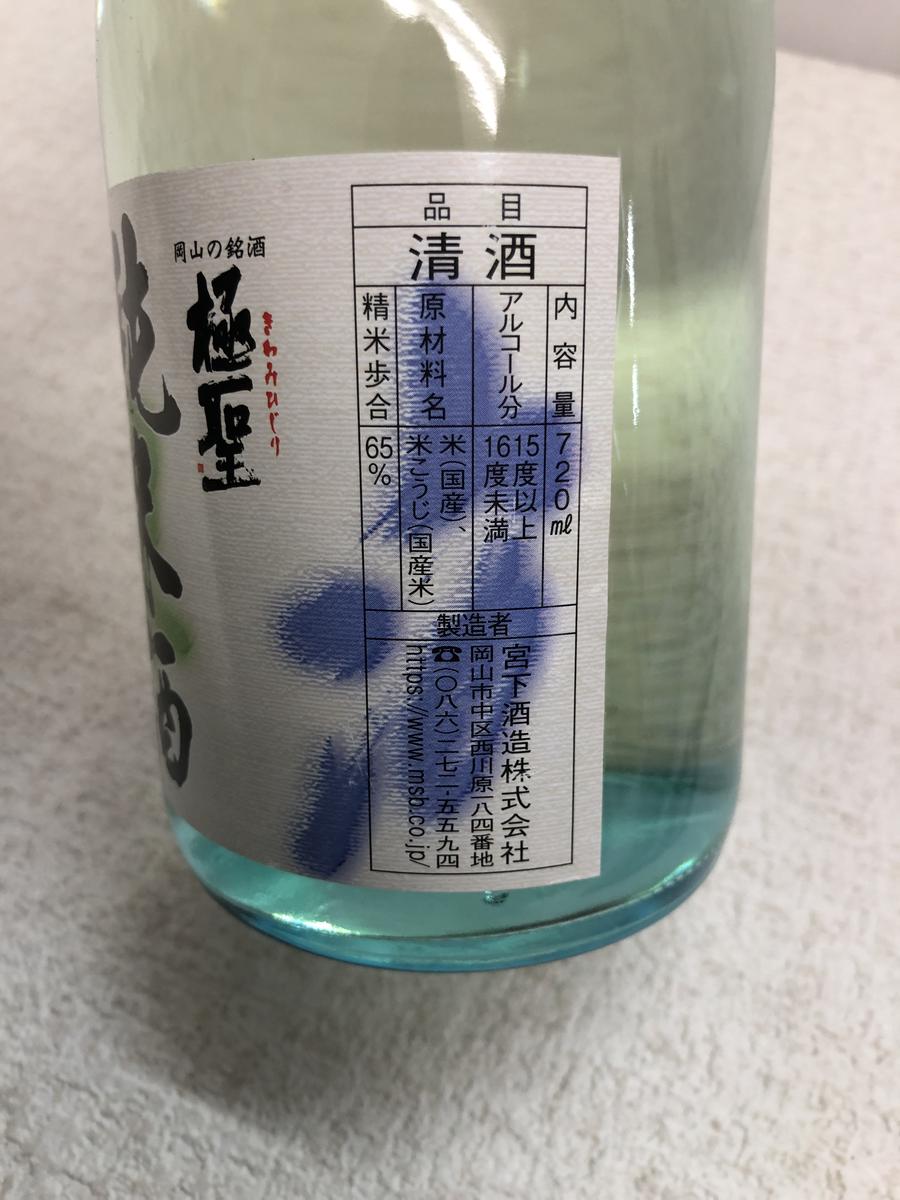 品目
清酒
内容量
720㎖
アルコール分
15度以上
16度未満
原材料名
米(国産)、
米こうじ(国産米)
精米歩合
65%
製造者
宮下酒造株式会社
岡山市中区西川原一八四番地
☎(〇八六)二七二-五五九四
https://www.msb.co.jp/
岡山の銘酒
きわみひじり
極聖
純米酒